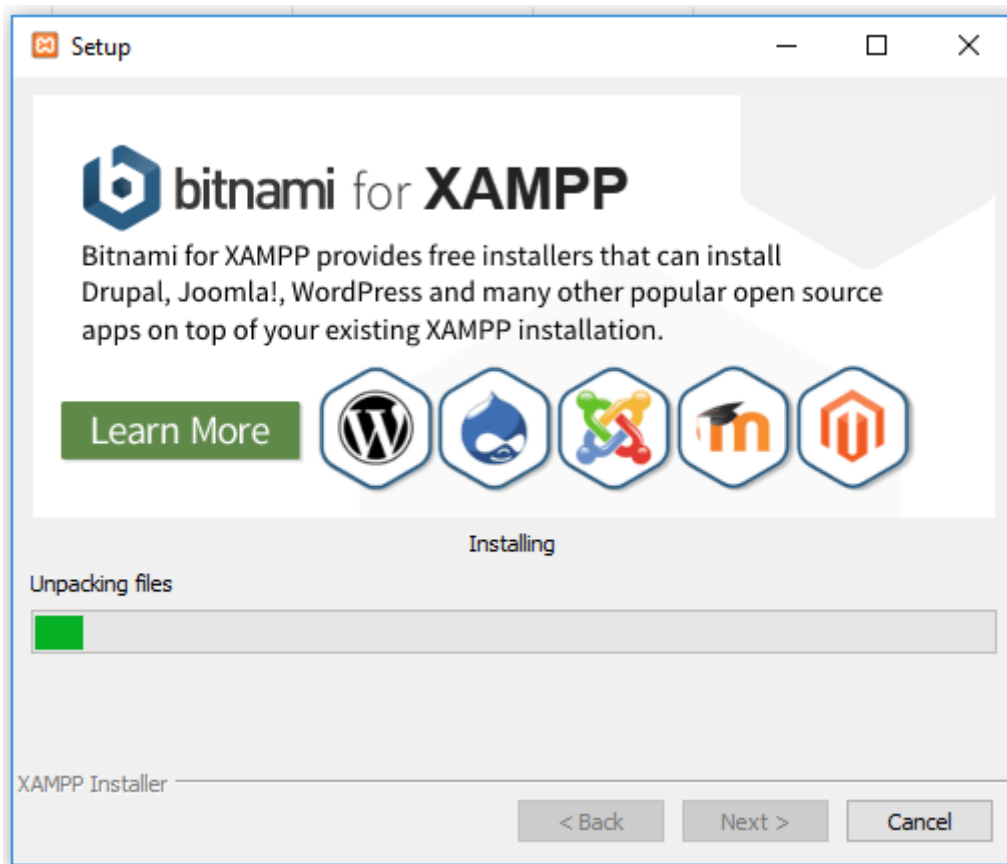 Setup
bitnami for XAMPP
Bitnami for XAMPP provides free installers that can install
Drupal, Joomla!, WordPress and many other popular open source
apps on top of your existing XAMPP installation.
Learn More
Installing
Unpacking files
XAMPP Installer
< Back Next > Cancel